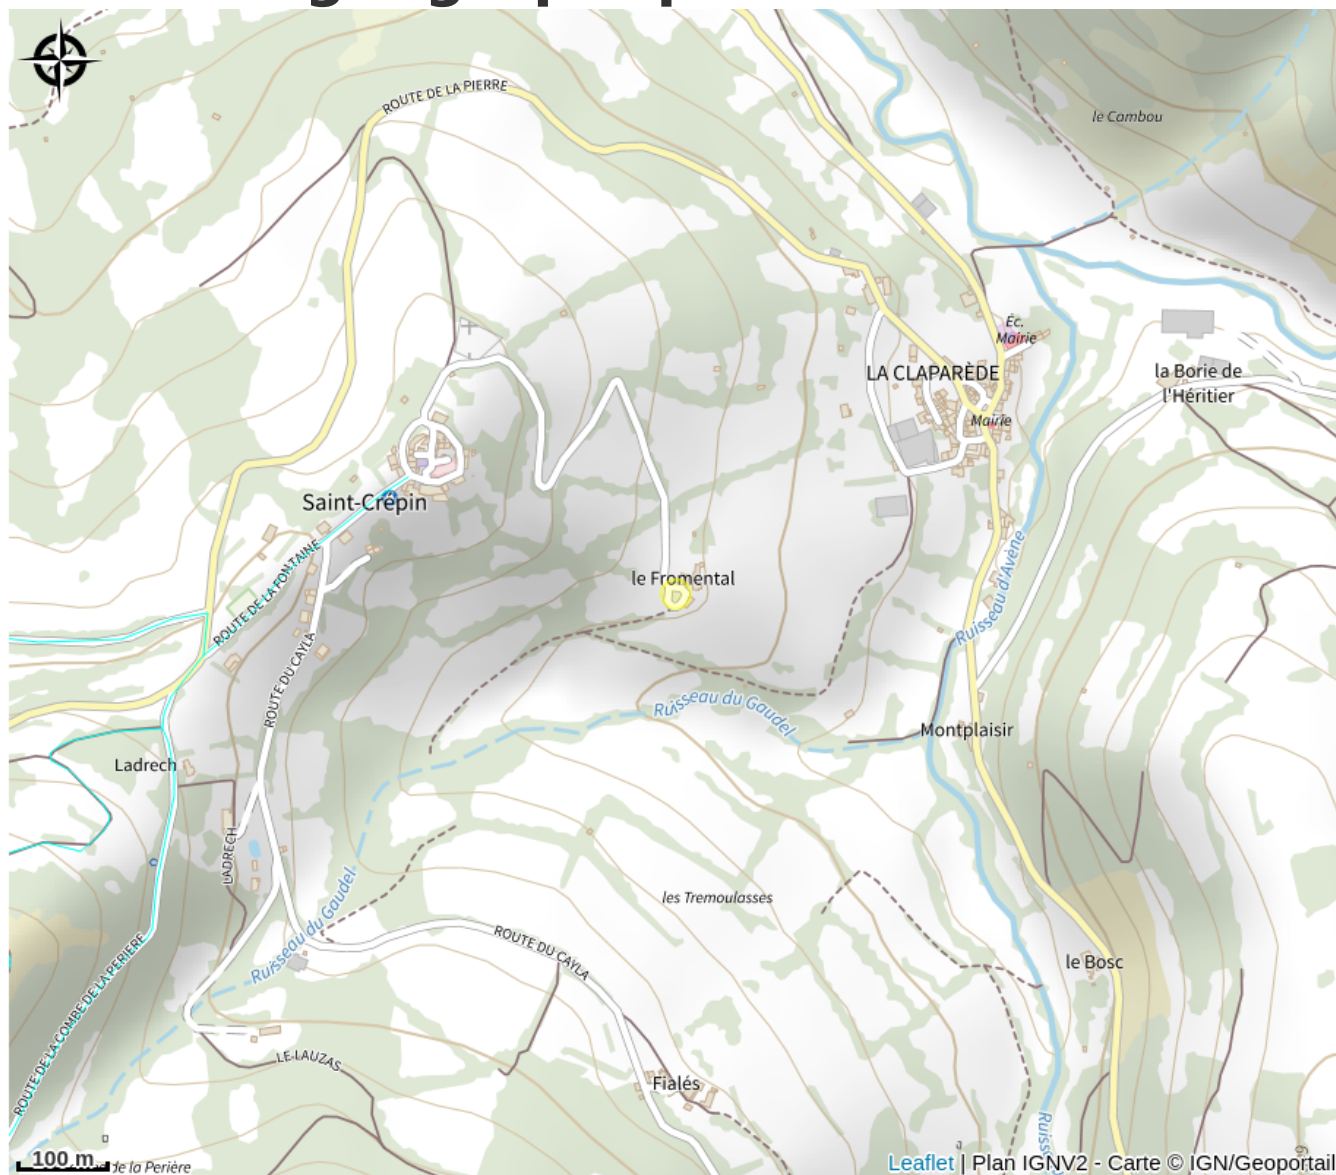 ROUTE DE LA PIERRE
le Cambou
Éc.
Mairie
LA CLAPARÈDE
la Borie de
l'Héritier
Mairie
Saint-Crépin
ROUTE DE LA FONTAINE
le Fromental
Ruisseau d'Avène
ROUTE DU CAYLA
Ruisseau du Gaudel
Montplaisir
Ladrech
LADRECH
les Tremoulasses
Ruisseau du Gaudel
ROUTE DU CAYLA
le Bosc
ROUTE DE LA COMBE DE LA PERIERE
LE LAUZAS
Fialés
100 m
de la Perière
Leaflet | Plan IGNV2 - Carte © IGN/Geoportail